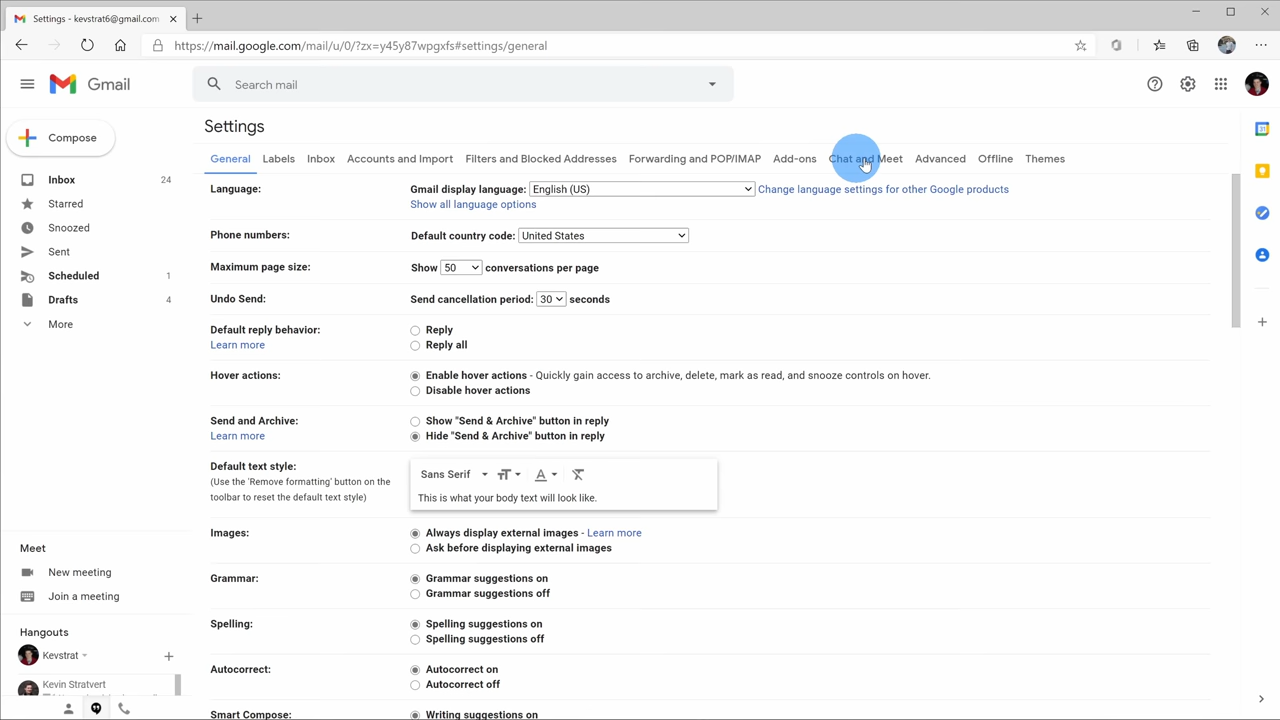 Settings - kevstrat6@gmail.com
https://mail.google.com/mail/u/0/?zx=y45y87wpgxfs#settings/general
Gmail
Search mail
Compose
Inbox 24
Starred
Snoozed
Sent
Scheduled 1
Drafts 4
More
Meet
New meeting
Join a meeting
Hangouts
Kevstrat
Kevin Stratvert
Settings
General Labels Inbox Accounts and Import Filters and Blocked Addresses Forwarding and POP/IMAP Add-ons Chat and Meet Advanced Offline Themes
Language: Gmail display language: English (US) Change language settings for other Google products
Show all language options
Phone numbers: Default country code: United States
Maximum page size: Show 50 conversations per page
Undo Send: Send cancellation period: 30 seconds
Default reply behavior: Reply
Learn more Reply all
Hover actions: Enable hover actions - Quickly gain access to archive, delete, mark as read, and snooze controls on hover.
Disable hover actions
Send and Archive: Show "Send & Archive" button in reply
Learn more Hide "Send & Archive" button in reply
Default text style:
(Use the 'Remove formatting' button on the
toolbar to reset the default text style)
Sans Serif
This is what your body text will look like.
Images: Always display external images - Learn more
Ask before displaying external images
Grammar: Grammar suggestions on
Grammar suggestions off
Spelling: Spelling suggestions on
Spelling suggestions off
Autocorrect: Autocorrect on
Autocorrect off
Smart Compose: Writing suggestions on